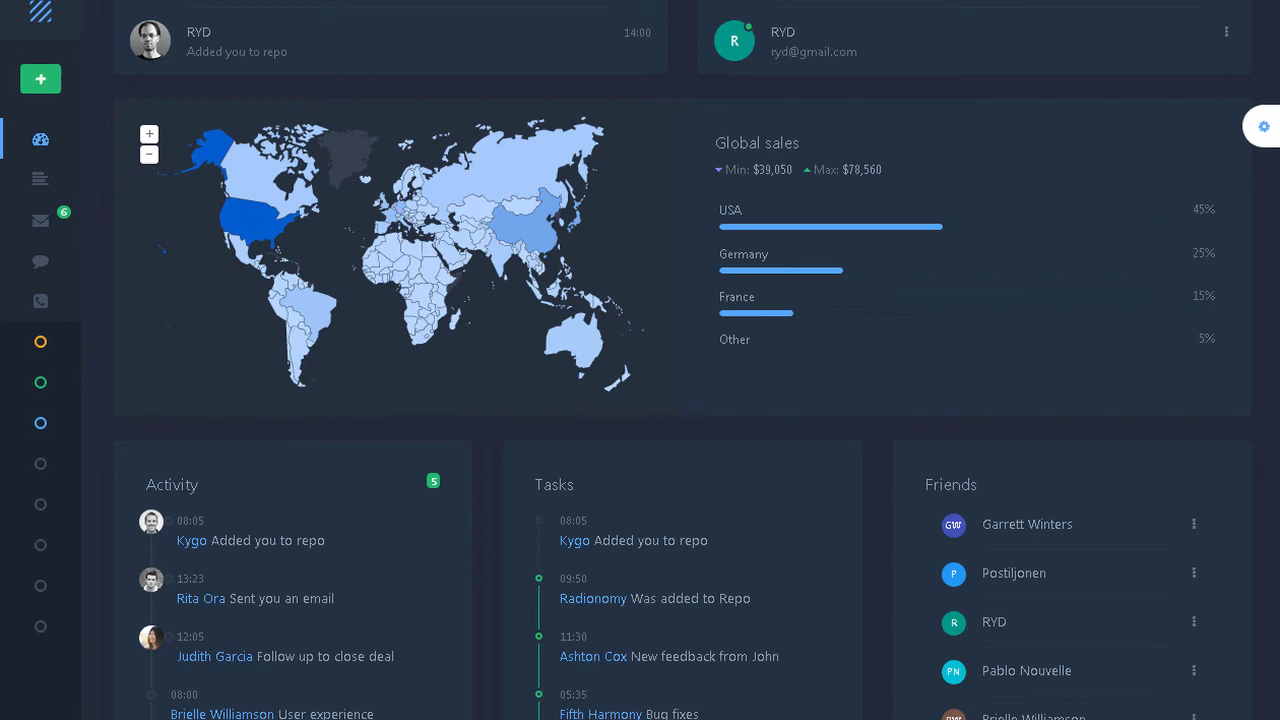 RYD
14:00
Added you to repo
R
RYD
ryd@gmail.com
+
6
+
−
Global sales
Min: $39,050 Max: $78,560
USA 45%
Germany 25%
France 15%
Other 5%
Activity 5
08:05
Kygo Added you to repo
13:23
Rita Ora Sent you an email
12:05
Judith Garcia Follow up to close deal
08:00
Brielle Williamson User experience
Tasks
08:05
Kygo Added you to repo
09:50
Radionomy Was added to Repo
11:30
Ashton Cox New feedback from John
05:35
Fifth Harmony Bug fixes
Friends
GW Garrett Winters
P Postiljonen
R RYD
PN Pablo Nouvelle
BW Brielle Williamson